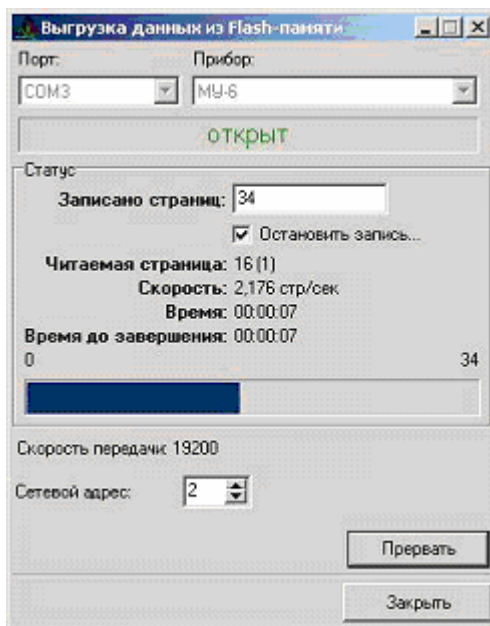 Выгрузка данных из Flash-памяти
Порт: Прибор:
COM3 МУ-6
открыт
Статус
Записано страниц: 34
Остановить запись...
Читаемая страница: 16 (1)
Скорость: 2,176 стр/сек
Время: 00:00:07
Время до завершения: 00:00:07
0 34
Скорость передачи: 19200
Сетевой адрес: 2
Прервать
Закрыть